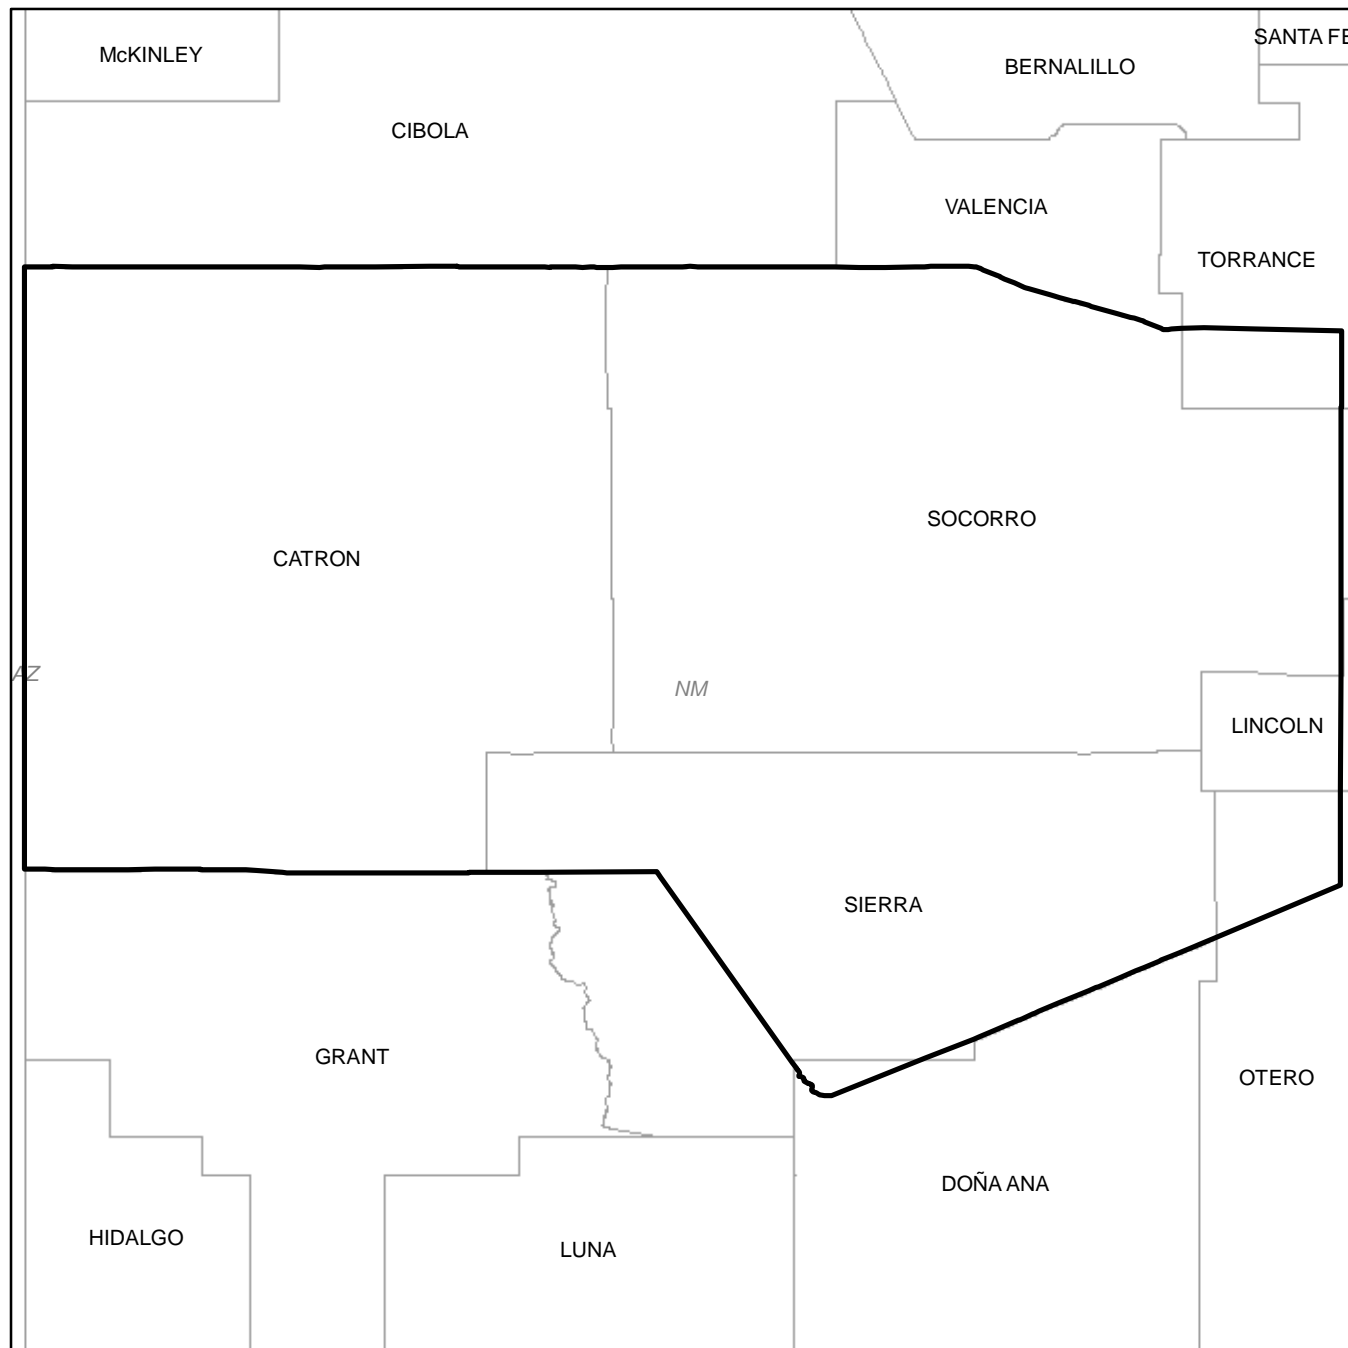 SANTA FE
McKINLEY
BERNALILLO
CIBOLA
VALENCIA
TORRANCE
SOCORRO
CATRON
AZ
NM
LINCOLN
SIERRA
GRANT
OTERO
DOÑA ANA
HIDALGO
LUNA